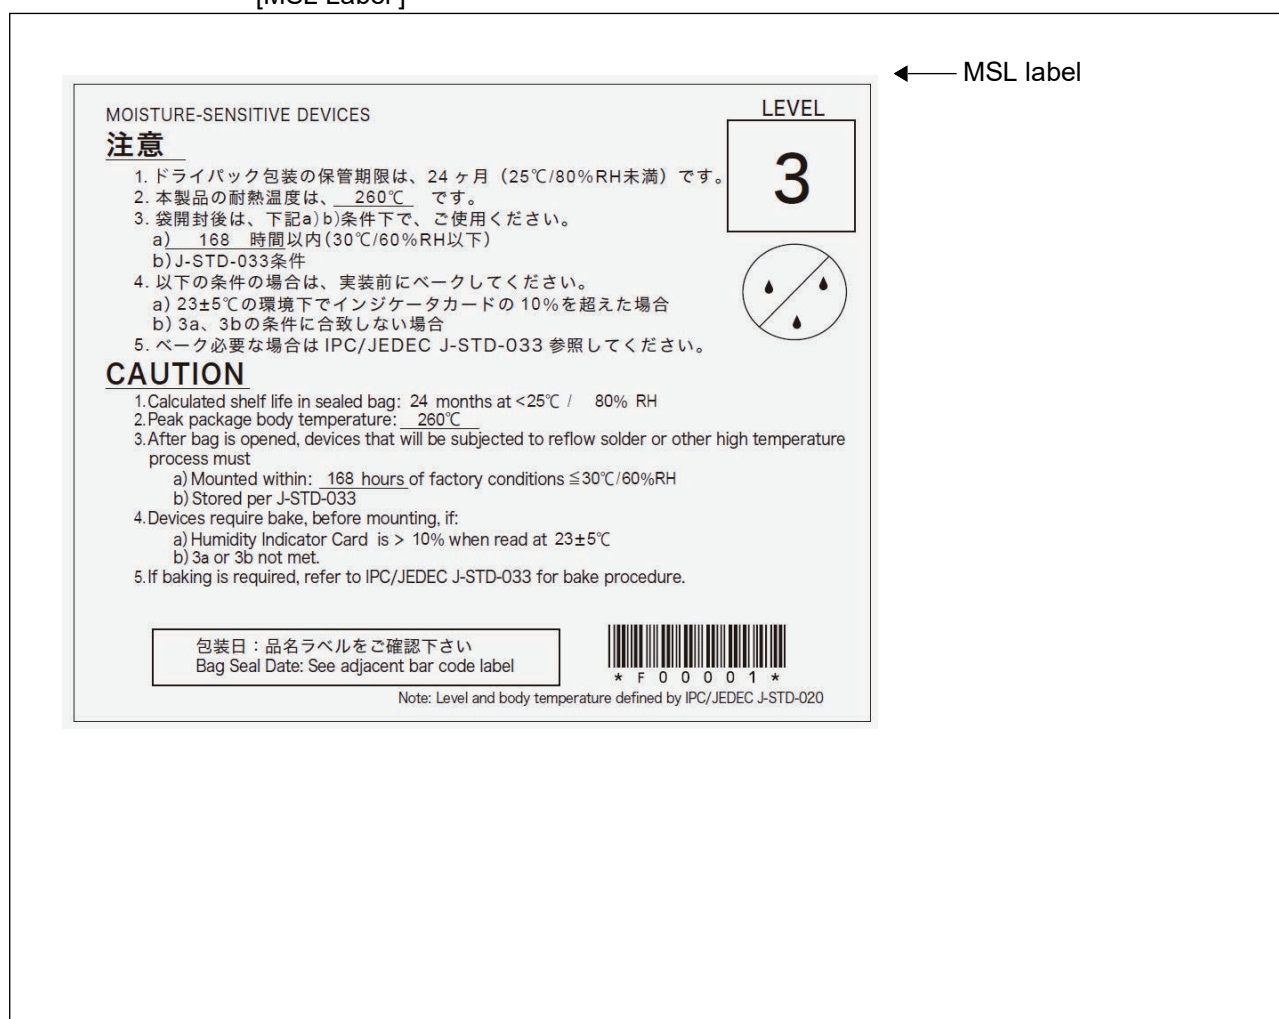 [MSL Label ]
MSL label
MOISTURE-SENSITIVE DEVICES
LEVEL
3
注意
1. ドライパック包装の保管期限は、24 ヶ月（25℃/80%RH未満）です。
2. 本製品の耐熱温度は、 260℃ です。
3. 袋開封後は、下記a)b)条件下で、ご使用ください。
a) 168 時間以内(30℃/60%RH以下)
b)J-STD-033条件
4. 以下の条件の場合は、実装前にベークしてください。
a) 23±5℃の環境下でインジケータカードの 10%を超えた場合
b) 3a、3bの条件に合致しない場合
5. ベーク必要な場合は IPC/JEDEC J-STD-033 参照してください。
CAUTION
1.Calculated shelf life in sealed bag: 24 months at <25℃ / 80% RH
2.Peak package body temperature: 260℃
3.After bag is opened, devices that will be subjected to reflow solder or other high temperature
process must
a) Mounted within: 168 hours of factory conditions ≦30℃/60%RH
b) Stored per J-STD-033
4.Devices require bake, before mounting, if:
a) Humidity Indicator Card is > 10% when read at 23±5℃
b) 3a or 3b not met.
5.If baking is required, refer to IPC/JEDEC J-STD-033 for bake procedure.
包装日：品名ラベルをご確認下さい
Bag Seal Date: See adjacent bar code label
* F 0 0 0 0 1 *
Note: Level and body temperature defined by IPC/JEDEC J-STD-020